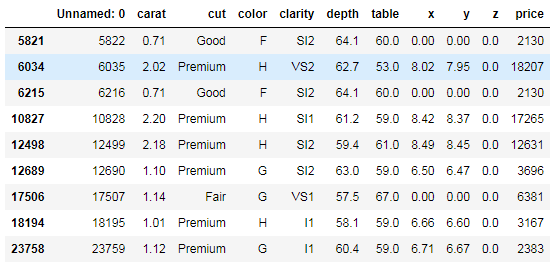 Unnamed: 0 carat cut color clarity depth table x y z price
5821 5822 0.71 Good F SI2 64.1 60.0 0.00 0.00 0.0 2130
6034 6035 2.02 Premium H VS2 62.7 53.0 8.02 7.95 0.0 18207
6215 6216 0.71 Good F SI2 64.1 60.0 0.00 0.00 0.0 2130
10827 10828 2.20 Premium H SI1 61.2 59.0 8.42 8.37 0.0 17265
12498 12499 2.18 Premium H SI2 59.4 61.0 8.49 8.45 0.0 12631
12689 12690 1.10 Premium G SI2 63.0 59.0 6.50 6.47 0.0 3696
17506 17507 1.14 Fair G VS1 57.5 67.0 0.00 0.00 0.0 6381
18194 18195 1.01 Premium H I1 58.1 59.0 6.66 6.60 0.0 3167
23758 23759 1.12 Premium G I1 60.4 59.0 6.71 6.67 0.0 2383